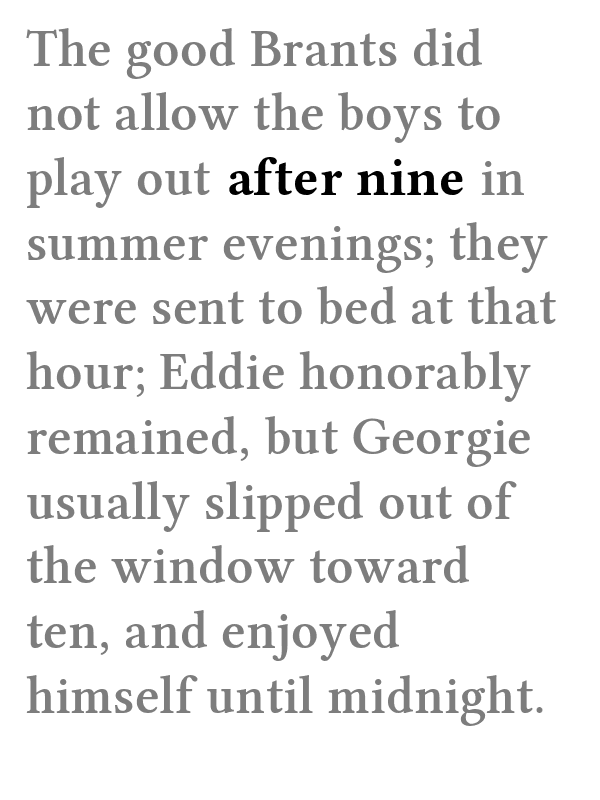 The good Brants did
not allow the boys to
play out after nine in
summer evenings; they
were sent to bed at that
hour; Eddie honorably
remained, but Georgie
usually slipped out of
the window toward
ten, and enjoyed
himself until midnight.